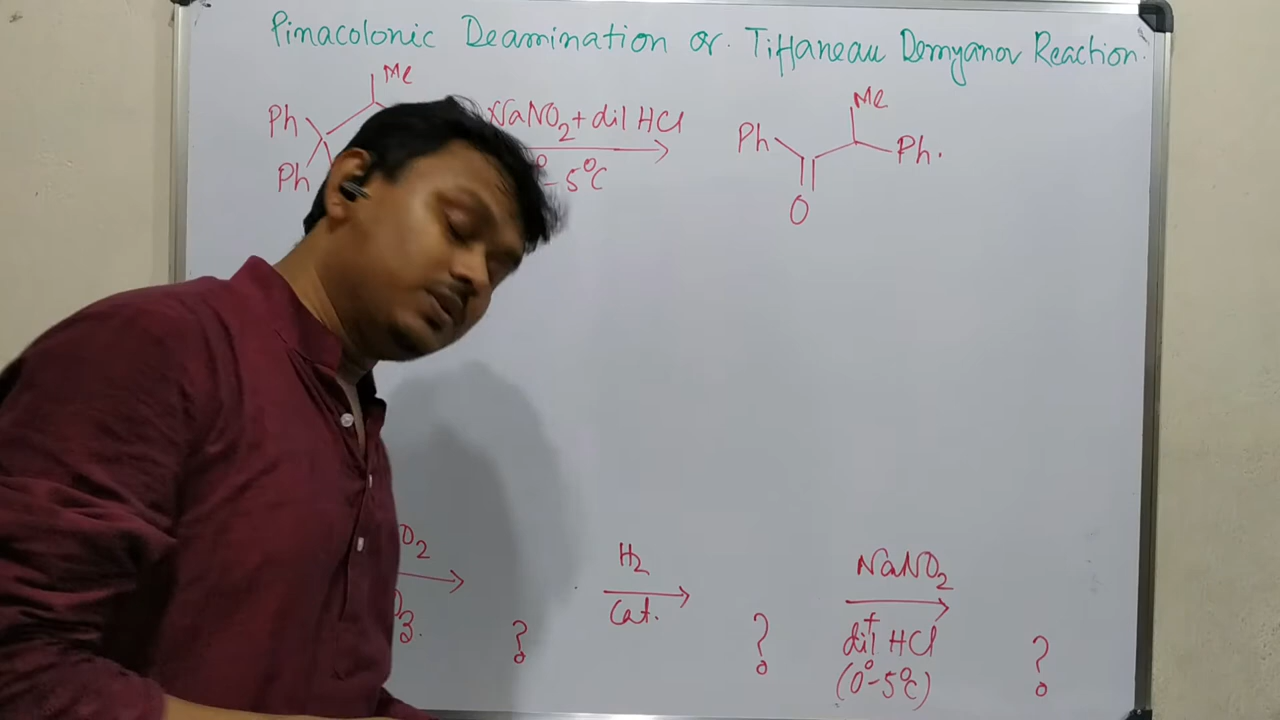 Pinacolonic Deamination or. Tiffaneau Demyanov Reaction.
Me
Ph
Ph
NaNO2 + dil HCl
0° - 5°C
Ph
Me
Ph.
O
O2
O3.
?
H2
Cat.
?
NaNO2
+
dil HCl
(0°-5°C)
?